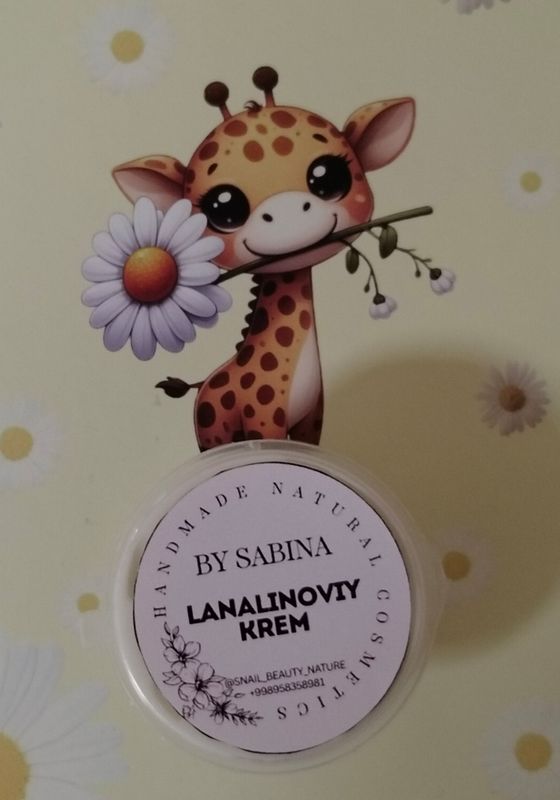 HANDMADE NATURAL COSMETICS
BY SABINA
LANALINOVIY
KREM
@SNAIL_BEAUTY_NATURE
+998958358981